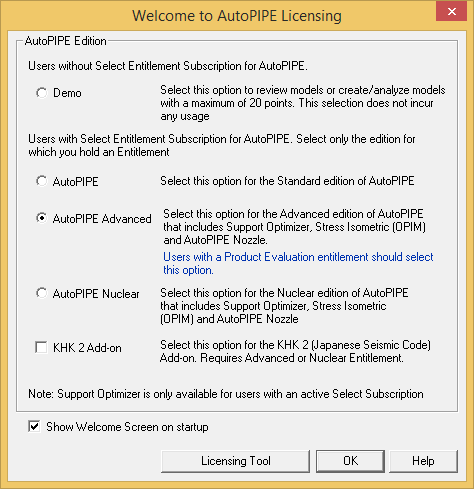 Welcome to AutoPIPE Licensing
AutoPIPE Edition
Users without Select Entitlement Subscription for AutoPIPE.
Demo
Select this option to review models or create/analyze models
with a maximum of 20 points. This selection does not incur
any usage
Users with Select Entitlement Subscription for AutoPIPE. Select only the edition for
which you hold an Entitlement
AutoPIPE
Select this option for the Standard edition of AutoPIPE
AutoPIPE Advanced
Select this option for the Advanced edition of AutoPIPE
that includes Support Optimizer, Stress Isometric (OPIM)
and AutoPIPE Nozzle.
Users with a Product Evaluation entitlement should select
this option.
AutoPIPE Nuclear
Select this option for the Nuclear edition of AutoPIPE
that includes Support Optimizer, Stress Isometric
(OPIM) and AutoPIPE Nozzle
KHK 2 Add-on
Select this option for the KHK 2 (Japanese Seismic Code)
Add-on. Requires Advanced or Nuclear Entitlement.
Note: Support Optimizer is only available for users with an active Select Subscription
Show Welcome Screen on startup
Licensing Tool
OK
Help